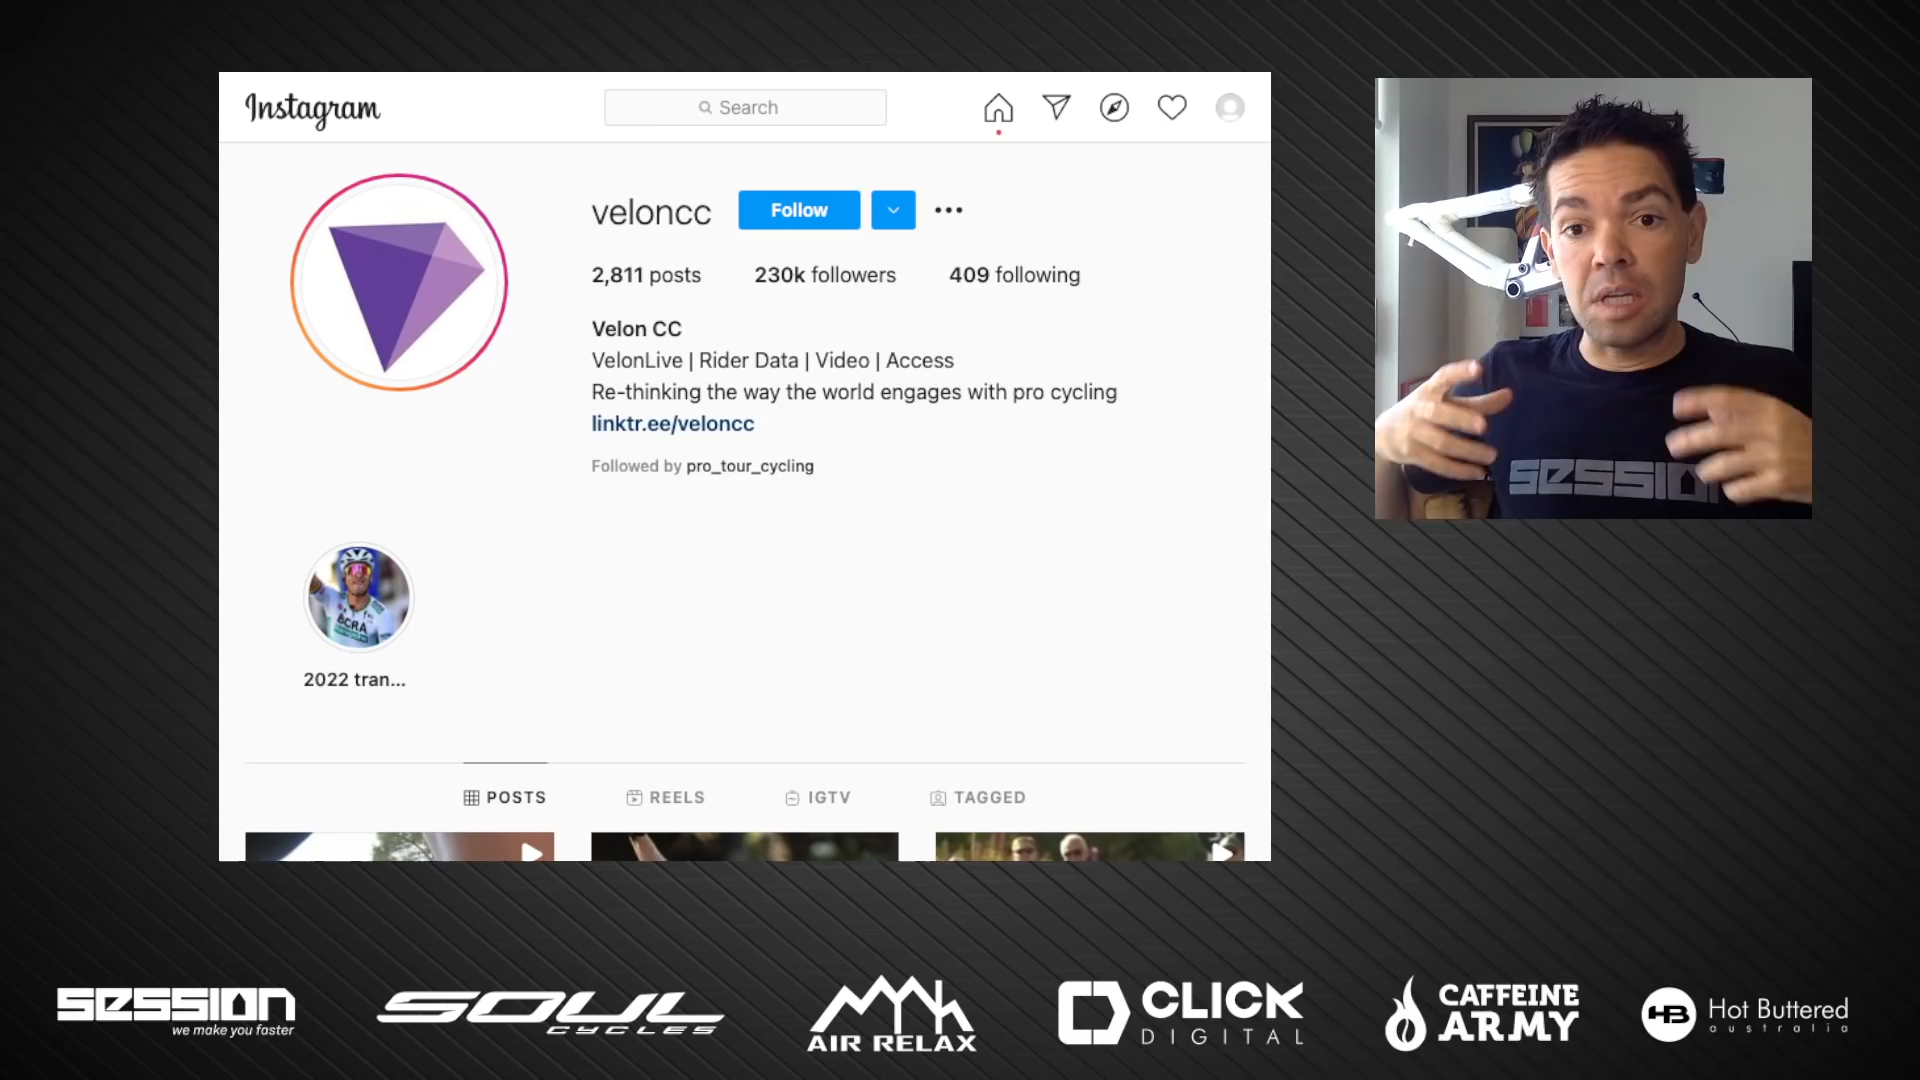 Instagram
Search
veloncc
Follow
2,811 posts
230k followers
409 following
Velon CC
VelonLive | Rider Data | Video | Access
Re-thinking the way the world engages with pro cycling
linktr.ee/veloncc
Followed by pro_tour_cycling
2022 tran...
POSTS
REELS
IGTV
TAGGED
SESSION
SESSION
we make you faster
SOUL
CYCLES
AIR RELAX
CLICK
DIGITAL
CAFFEINE
ARMY
HB
Hot Buttered
australia